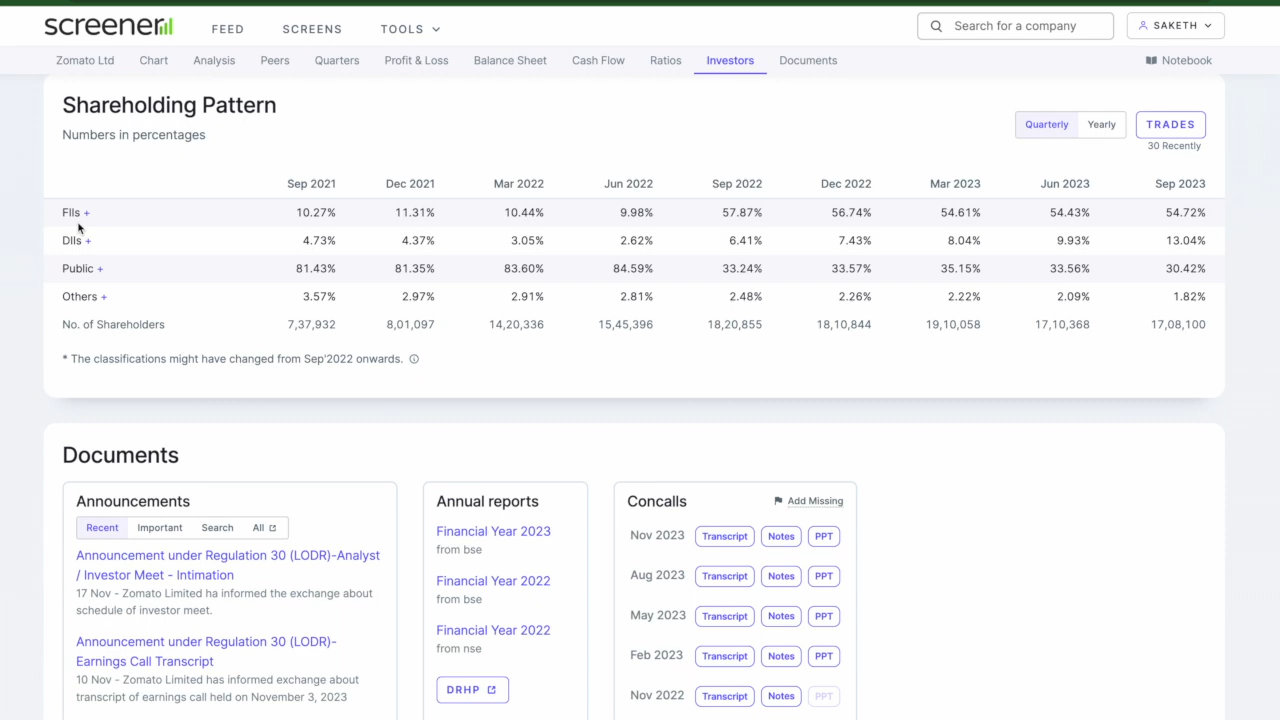 screener
FEED SCREENS TOOLS
Search for a company
SAKETH
Zomato Ltd Chart Analysis Peers Quarters Profit & Loss Balance Sheet Cash Flow Ratios Investors Documents Notebook
Shareholding Pattern
Numbers in percentages
Quarterly Yearly TRADES
30 Recently
Sep 2021 Dec 2021 Mar 2022 Jun 2022 Sep 2022 Dec 2022 Mar 2023 Jun 2023 Sep 2023
FIIs + 10.27% 11.31% 10.44% 9.98% 57.87% 56.74% 54.61% 54.43% 54.72%
DIIs + 4.73% 4.37% 3.05% 2.62% 6.41% 7.43% 8.04% 9.93% 13.04%
Public + 81.43% 81.35% 83.60% 84.59% 33.24% 33.57% 35.15% 33.56% 30.42%
Others + 3.57% 2.97% 2.91% 2.81% 2.48% 2.26% 2.22% 2.09% 1.82%
No. of Shareholders 7,37,932 8,01,097 14,20,336 15,45,396 18,20,855 18,10,844 19,10,058 17,10,368 17,08,100
* The classifications might have changed from Sep'2022 onwards.
Documents
Announcements
Recent Important Search All
Announcement under Regulation 30 (LODR)-Analyst
/ Investor Meet - Intimation
17 Nov - Zomato Limited ha informed the exchange about
schedule of investor meet.
Announcement under Regulation 30 (LODR)-
Earnings Call Transcript
10 Nov - Zomato Limited has informed exchange about
transcript of earnings call held on November 3, 2023
Annual reports
Financial Year 2023
from bse
Financial Year 2022
from bse
Financial Year 2022
from nse
DRHP
Concalls Add Missing
Nov 2023 Transcript Notes PPT
Aug 2023 Transcript Notes PPT
May 2023 Transcript Notes PPT
Feb 2023 Transcript Notes PPT
Nov 2022 Transcript Notes PPT